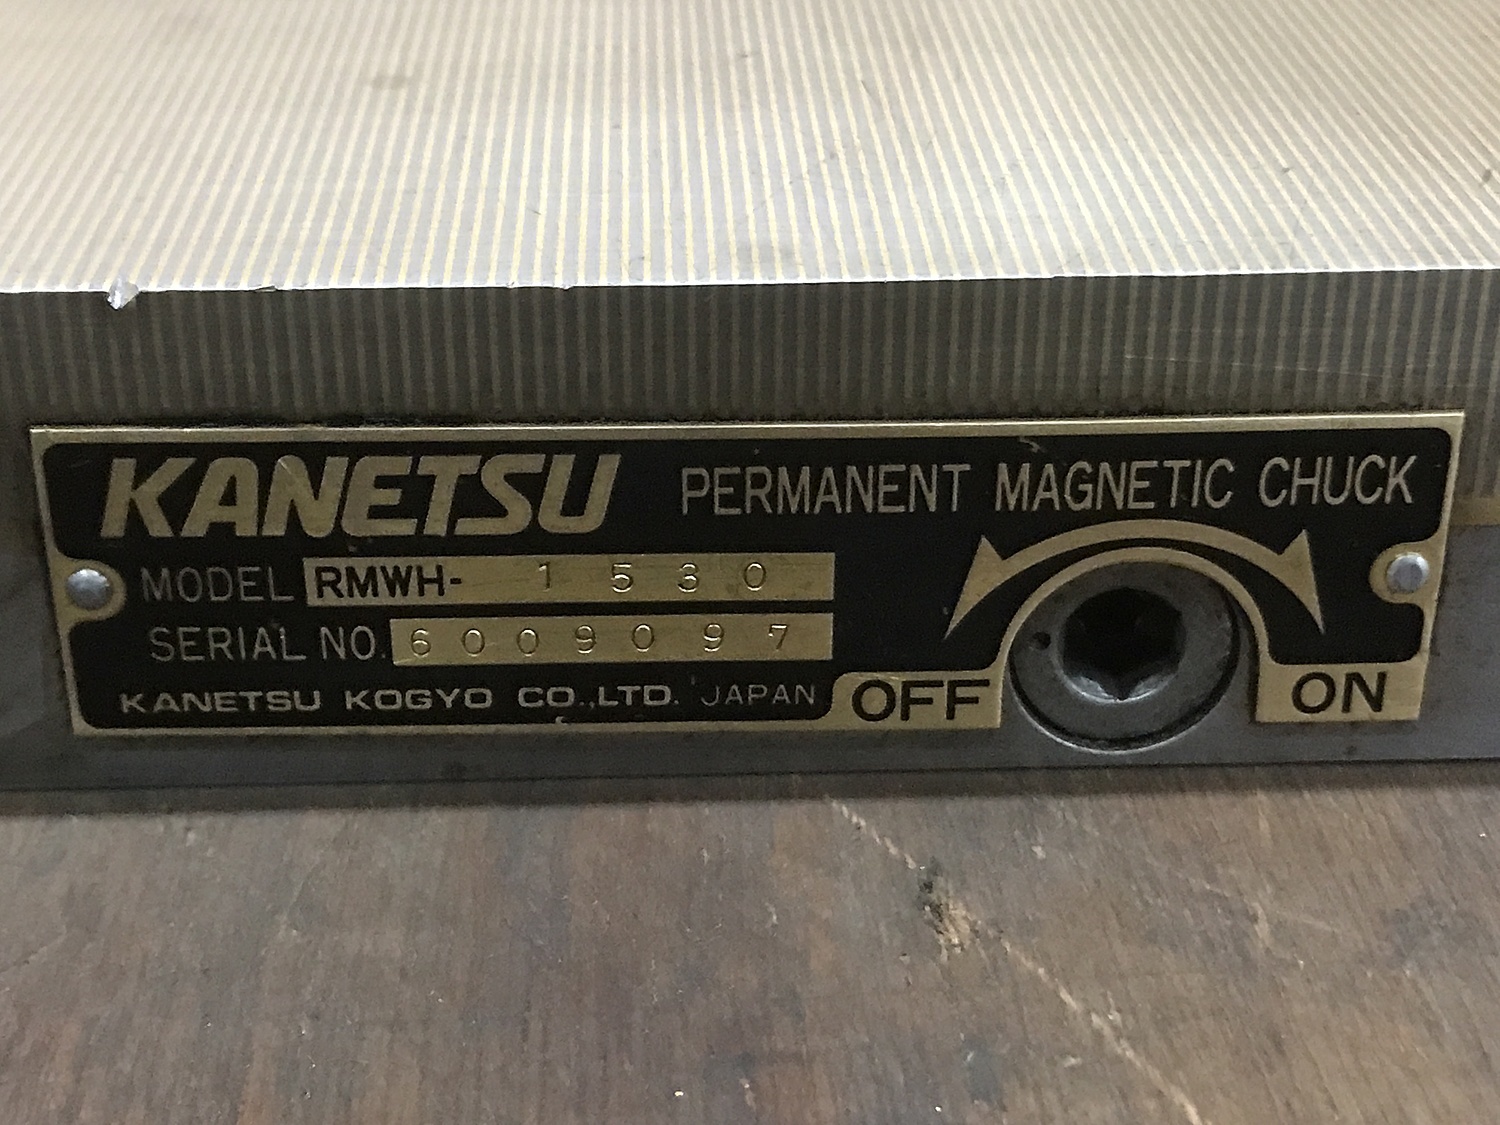 KANETSU PERMANENT MAGNETIC CHUCK
MODEL RMWH- 1530
SERIAL NO. 6009097
KANETSU KOGYO CO.,LTD. JAPAN
OFF ON